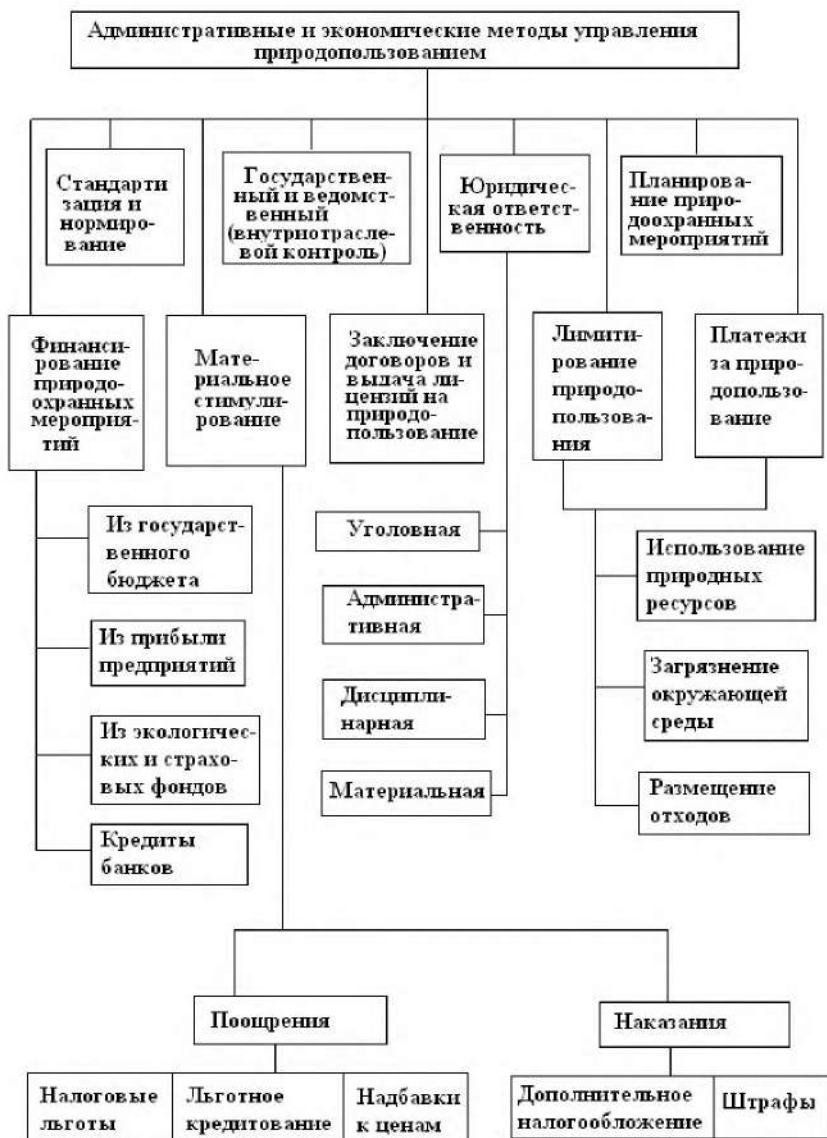 Административные и экономические методы управления
природопользованием
Стандарти
зация и
нормиро-
вание
Государствен-
ный и ведомст-
венный
(внутриотрасле-
вой контроль)
Юридичес-
кая ответст-
венность
Планирова-
ние природ-
доохранных
мероприятий
Финанси-
рование
природо-
охранных
мероприя-
тий
Мате-
риальное
стимули-
рование
Заключение
договоров и
выдача ли-
цензий на
природо-
пользование
Лимити-
рование
природо-
пользова-
ния
Платежи
за приро-
допользо-
вание
Из государст-
венного
бюджета
Из прибыли
предприятий
Из экологичес-
ких и страхо-
вых фондов
Кредиты
банков
Уголовная
Администра-
тивная
Дисципли-
нарная
Материальная
Использование
природных
ресурсов
Загрязнение
окружающей
среды
Размещение
отходов
Поощрения
Наказания
Налоговые
льготы
Льготное
кредитование
Надбавки
к ценам
Дополнительное
налогообложение
Штрафы